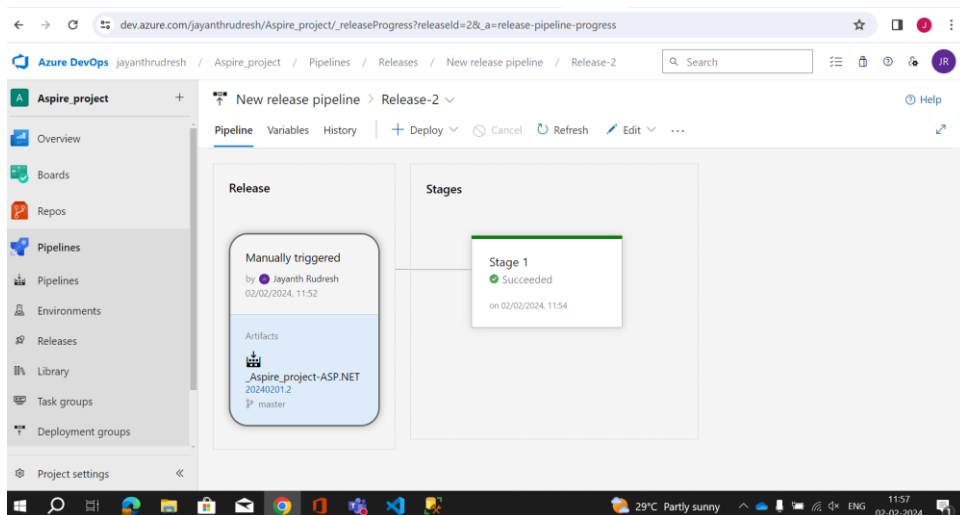 dev.azure.com/jayanthrudresh/Aspire_project/_releaseProgress?releaseId=2&_a=release-pipeline-progress
J
Azure DevOps jayanthrudresh / Aspire_project / Pipelines / Releases / New release pipeline / Release-2
Search
JR
A Aspire_project +
New release pipeline > Release-2
Help
Pipeline Variables History + Deploy Cancel Refresh Edit ...
Overview
Boards
Repos
Pipelines
Pipelines
Environments
Releases
Library
Task groups
Deployment groups
Project settings
Release
Manually triggered
by Jayanth Rudresh
02/02/2024, 11:52
Artifacts
_Aspire_project-ASP.NET
20240201.2
master
Stages
Stage 1
Succeeded
on 02/02/2024, 11:54
29°C Partly sunny
ENG
11:57
02-02-2024